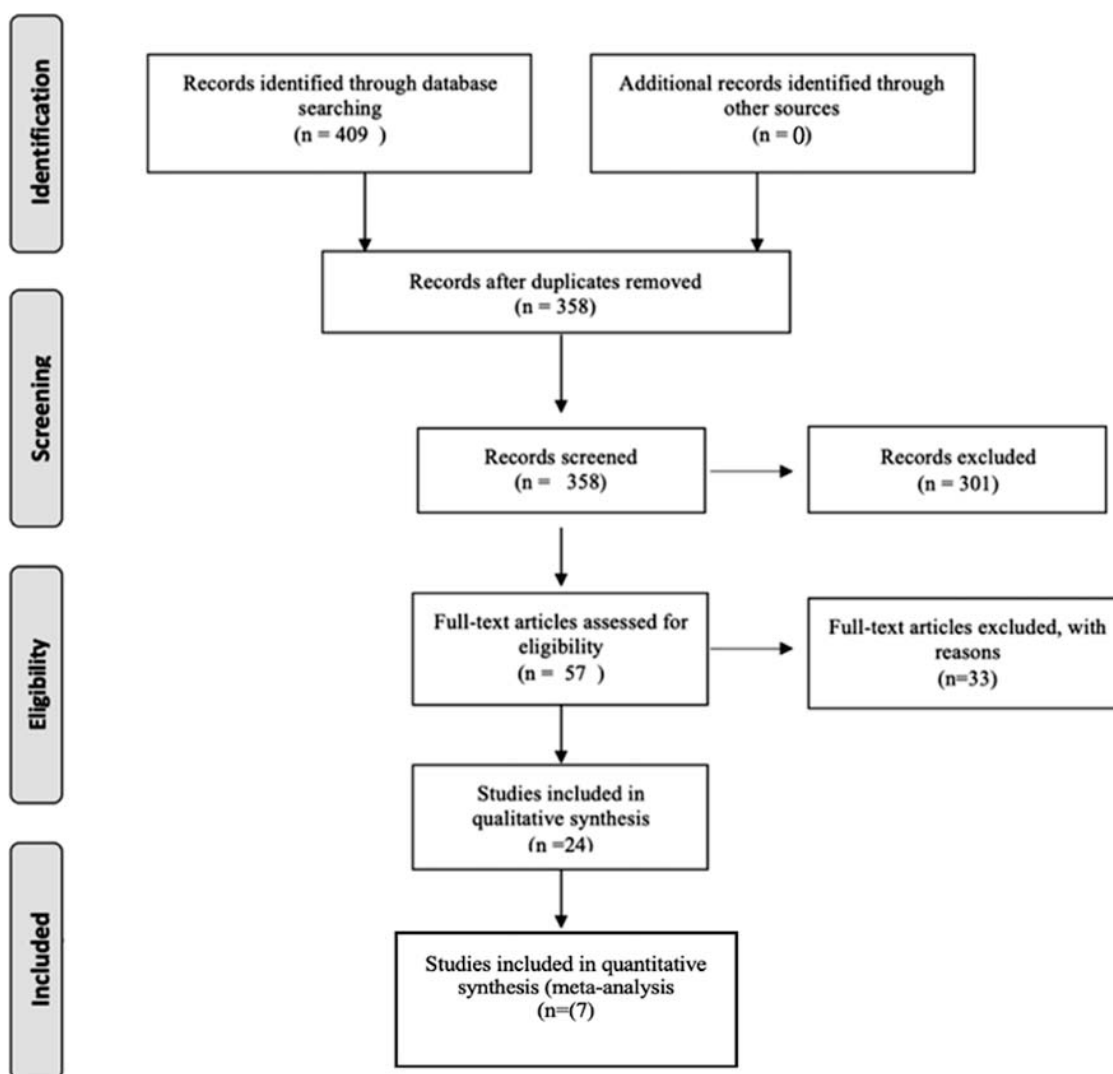 Identification
Records identified through database
searching
(n = 409 )
Additional records identified through
other sources
(n = 0)
Records after duplicates removed
(n = 358)
Screening
Records screened
(n = 358)
Records excluded
(n = 301)
Eligibility
Full-text articles assessed for
eligibility
(n = 57 )
Full-text articles excluded, with
reasons
(n=33)
Studies included in
qualitative synthesis
(n =24)
Included
Studies included in quantitative
synthesis (meta-analysis
(n=(7)